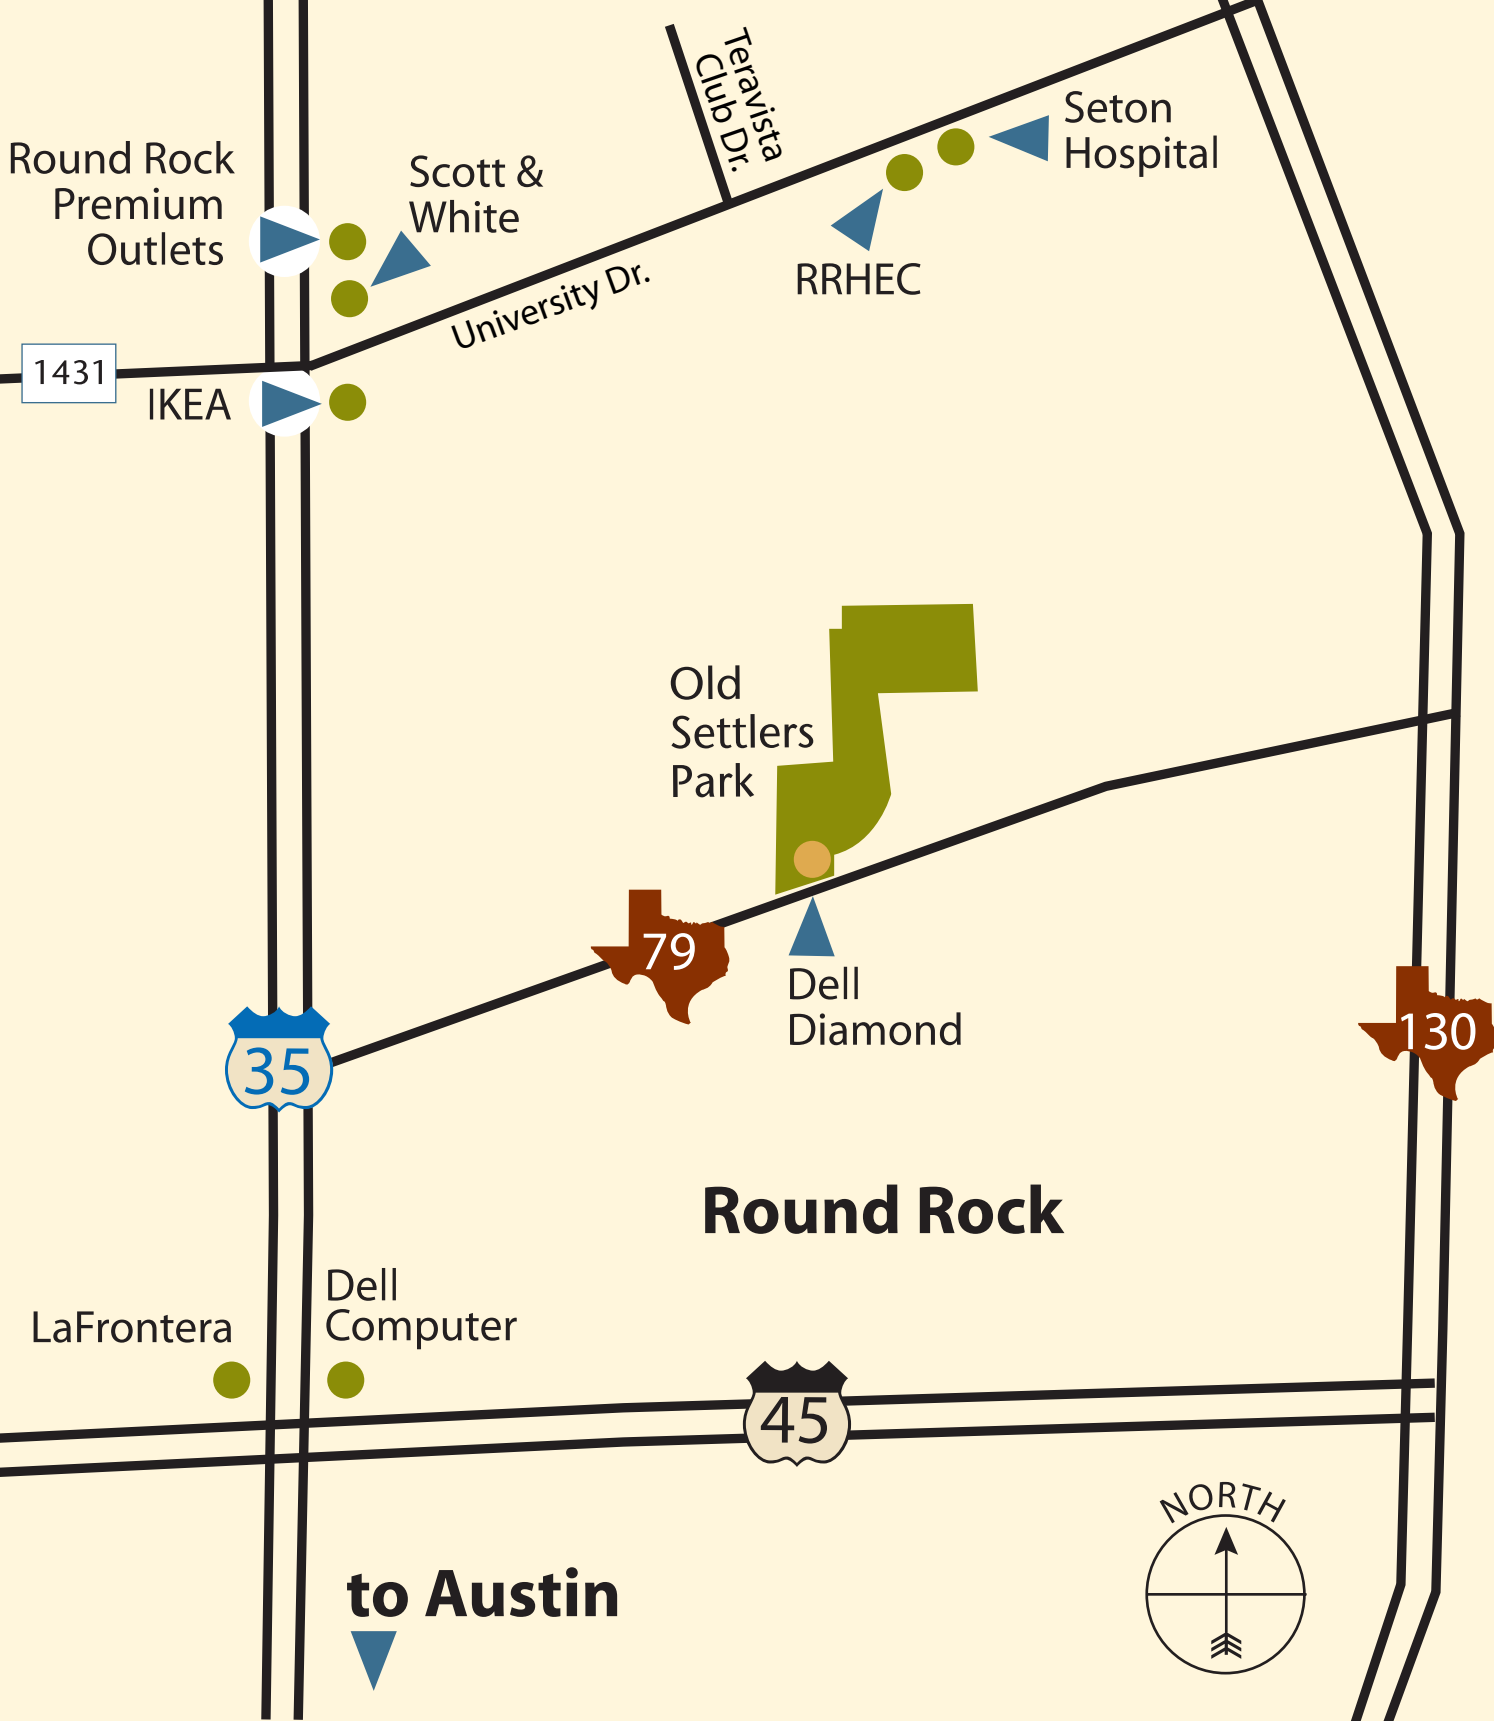 Teravista
Club Dr.
Seton
Hospital
Round Rock
Premium
Outlets
Scott &
White
RRHEC
University Dr.
1431
IKEA
Old
Settlers
Park
79
Dell
Diamond
130
35
Round Rock
Dell
Computer
LaFrontera
45
NORTH
to Austin